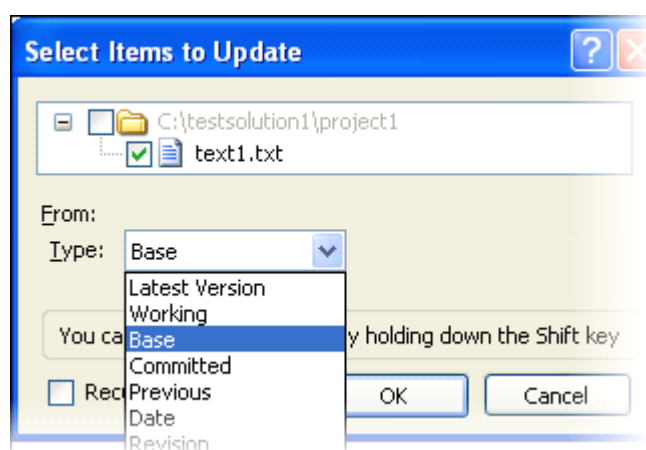 Select Items to Update
C:\testsolution1\project1
text1.txt
From:
Type: Base
Latest Version
Working
You ca Base y holding down the Shift key
Committed
Rec Previous OK Cancel
Date
Revision